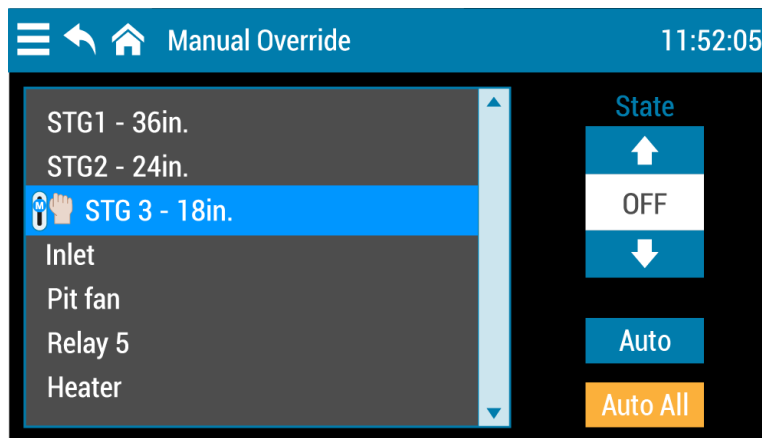 Manual Override
11:52:05
STG1 - 36in.
STG2 - 24in.
M
STG 3 - 18in.
Inlet
Pit fan
Relay 5
Heater
State
OFF
Auto
Auto All